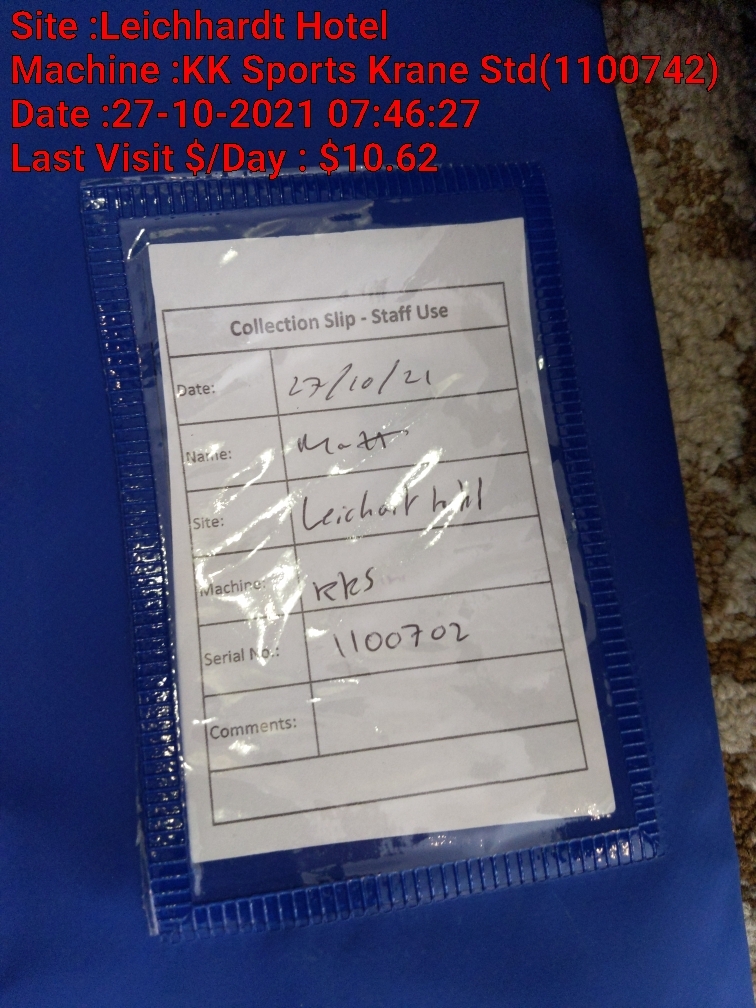 Site :Leichhardt Hotel
Machine :KK Sports Krane Std(1100742)
Date :27-10-2021 07:46:27
Last Visit $/Day : $10.62
Collection Slip - Staff Use
Date: 27/10/21
Name: Matt
Site: Leichart
Machine: KKS
Serial No.: 1100702
Comments: